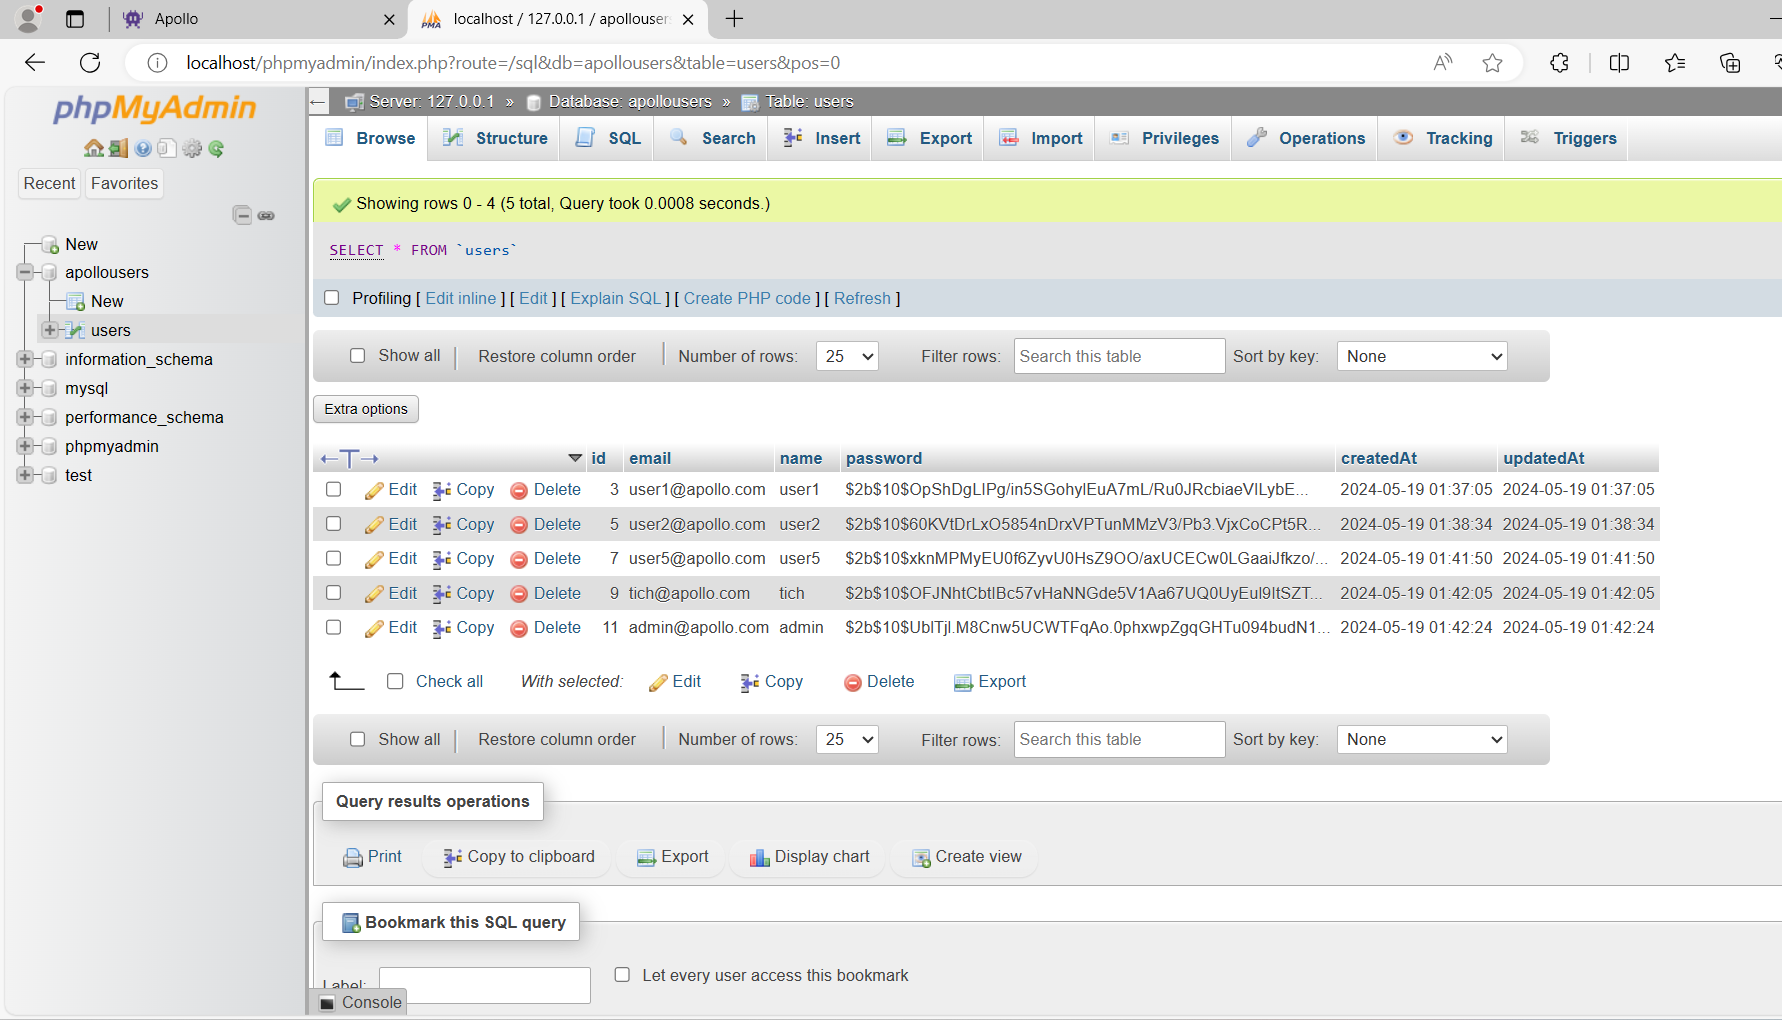 Apollo
localhost / 127.0.0.1 / apollouser
localhost/phpmyadmin/index.php?route=/sql&db=apollousers&table=users&pos=0
phpMyAdmin
Recent Favorites
New
apollousers
New
users
information_schema
mysql
performance_schema
phpmyadmin
test
Server: 127.0.0.1 » Database: apollousers » Table: users
Browse Structure SQL Search Insert Export Import Privileges Operations Tracking Triggers
Showing rows 0 - 4 (5 total, Query took 0.0008 seconds.)
SELECT * FROM `users`
Profiling [ Edit inline ] [ Edit ] [ Explain SQL ] [ Create PHP code ] [ Refresh ]
Show all Restore column order Number of rows: 25 Filter rows: Search this table Sort by key: None
Extra options
←T→ id email name password createdAt updatedAt
Edit Copy Delete 3 user1@apollo.com user1 $2b$10$OpShDgLIPg/in5SGohylEuA7mL/Ru0JRcbiaeVlLybE... 2024-05-19 01:37:05 2024-05-19 01:37:05
Edit Copy Delete 5 user2@apollo.com user2 $2b$10$60KVtDrLxO5854nDrxVPTunMMzV3/Pb3.VjxCoCPt5R... 2024-05-19 01:38:34 2024-05-19 01:38:34
Edit Copy Delete 7 user5@apollo.com user5 $2b$10$xknMPMyEU0f6ZyvU0HsZ9OO/axUCECw0LGaaiJfkzo/... 2024-05-19 01:41:50 2024-05-19 01:41:50
Edit Copy Delete 9 tich@apollo.com tich $2b$10$OFJNhtCbtlBc57vHaNNGde5V1Aa67UQ0UyEul9ItSZT... 2024-05-19 01:42:05 2024-05-19 01:42:05
Edit Copy Delete 11 admin@apollo.com admin $2b$10$UblTjl.M8Cnw5UCWTFqAo.0phxwpZgqGHTu094budN1... 2024-05-19 01:42:24 2024-05-19 01:42:24
Check all With selected: Edit Copy Delete Export
Show all Restore column order Number of rows: 25 Filter rows: Search this table Sort by key: None
Query results operations
Print Copy to clipboard Export Display chart Create view
Bookmark this SQL query
Label: Let every user access this bookmark
Console